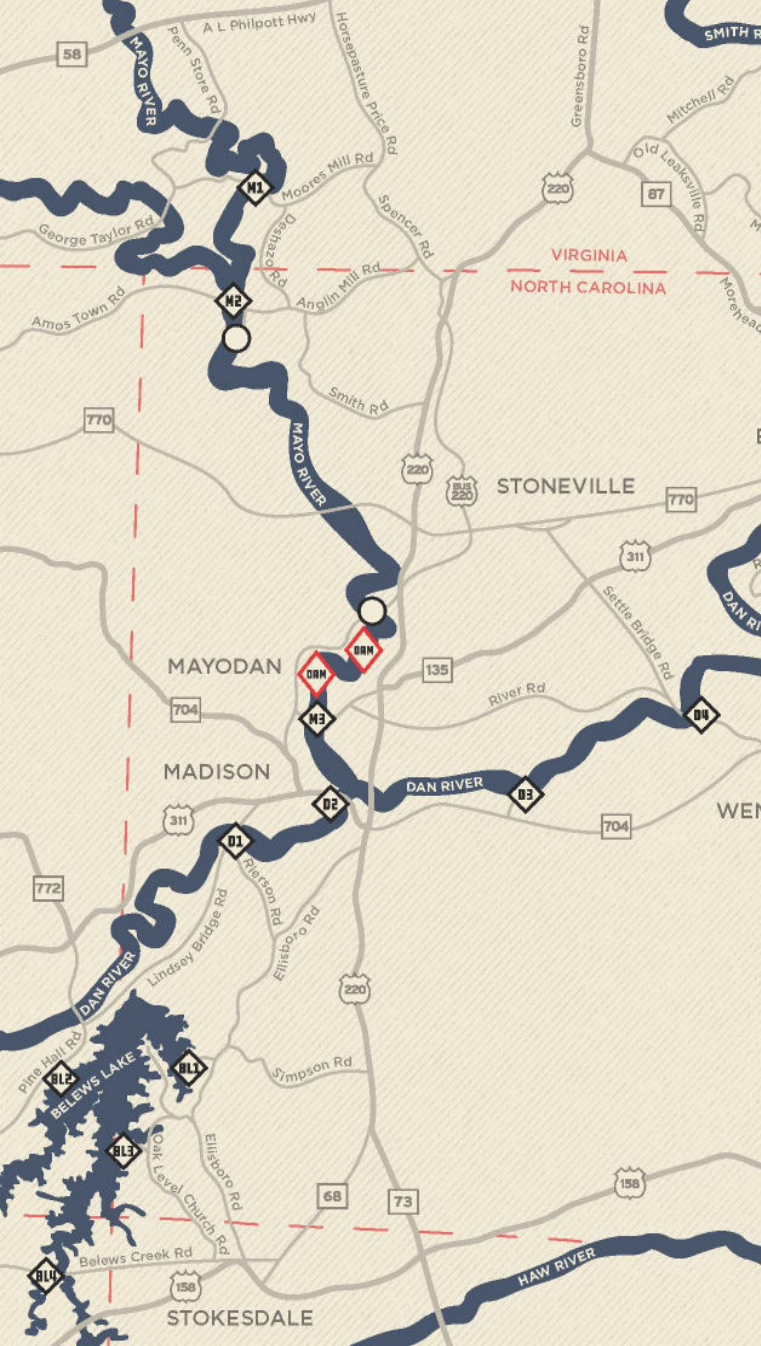 A L Philpott Hwy
SMITH R
58
MAYO RIVER
Penn Store Rd
Horsepasture Price Rd
Greensboro Rd
Mitchell Rd
Old Leaksville Rd
M1
Moores Mill Rd
220
87
George Taylor Rd
Deshazo Rd
Spencer Rd
M
VIRGINIA
NORTH CAROLINA
Amos Town Rd
M2
Anglin Mill Rd
Morehead
Smith Rd
770
MAYO RIVER
220
BUS
220
STONEVILLE
770
311
Settle Bridge Rd
R
DAN RI
DAM
DAM
MAYODAN
135
704
M3
River Rd
D4
MADISON
D2
DAN RIVER
D3
311
704
WEN
D1
772
Rierson Rd
Lindsey Bridge Rd
Ellisboro Rd
DAN RIVER
220
Pine Hall Rd
BL2
BELEWS LAKE
BL1
Simpson Rd
BL3
Oak Level Church Rd
Ellisboro Rd
68
73
158
Belews Creek Rd
BL4
158
HAW RIVER
STOKESDALE